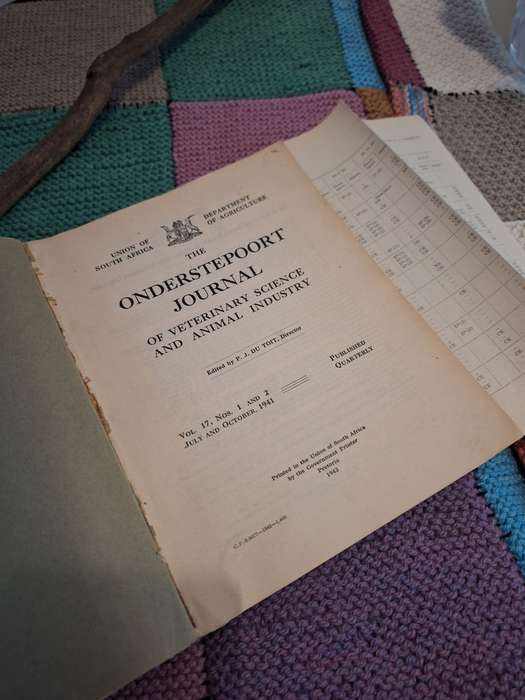 UNION OF
SOUTH AFRICA
DEPARTMENT
OF AGRICULTURE
THE
ONDERSTEPOORT
JOURNAL
OF VETERINARY SCIENCE
AND ANIMAL INDUSTRY
Edited by P. J. DU TOIT, Director
VOL. 17, NOS. 1 AND 2
JULY AND OCTOBER, 1941
PUBLISHED
QUARTERLY
Printed in the Union of South Africa
by the Government Printer
Pretoria
1942